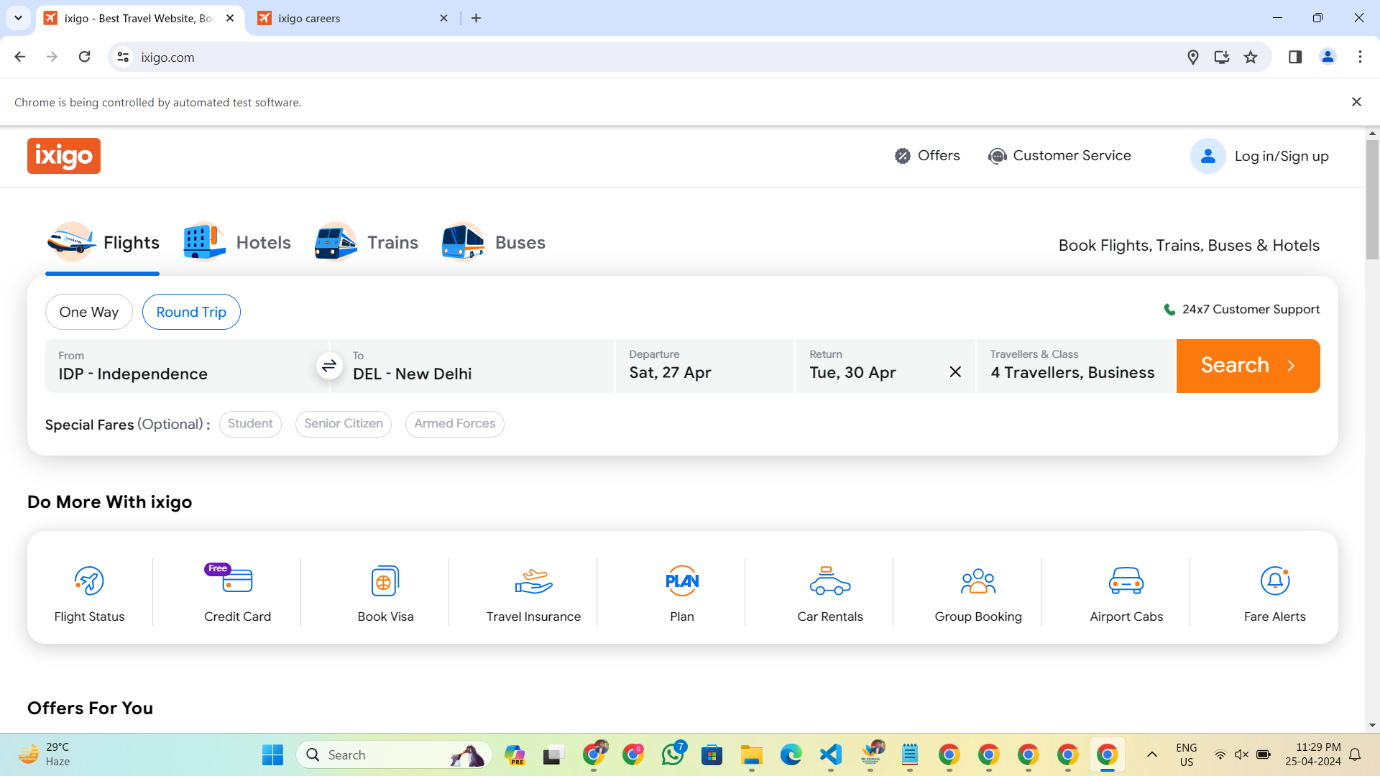 ixigo - Best Travel Website, Boo
ixigo careers
ixigo.com
Chrome is being controlled by automated test software.
ixigo
Offers
Customer Service
Log in/Sign up
Flights
Hotels
Trains
Buses
Book Flights, Trains, Buses & Hotels
One Way
Round Trip
24x7 Customer Support
From
IDP - Independence
To
DEL - New Delhi
Departure
Sat, 27 Apr
Return
Tue, 30 Apr
Travellers & Class
4 Travellers, Business
Search
Special Fares (Optional) :
Student
Senior Citizen
Armed Forces
Do More With ixigo
Flight Status
Free
Credit Card
Book Visa
Travel Insurance
PLAN
Plan
Car Rentals
Group Booking
Airport Cabs
Fare Alerts
Offers For You
29°C
Haze
Search
PRE
7
ENG
US
11:29 PM
25-04-2024